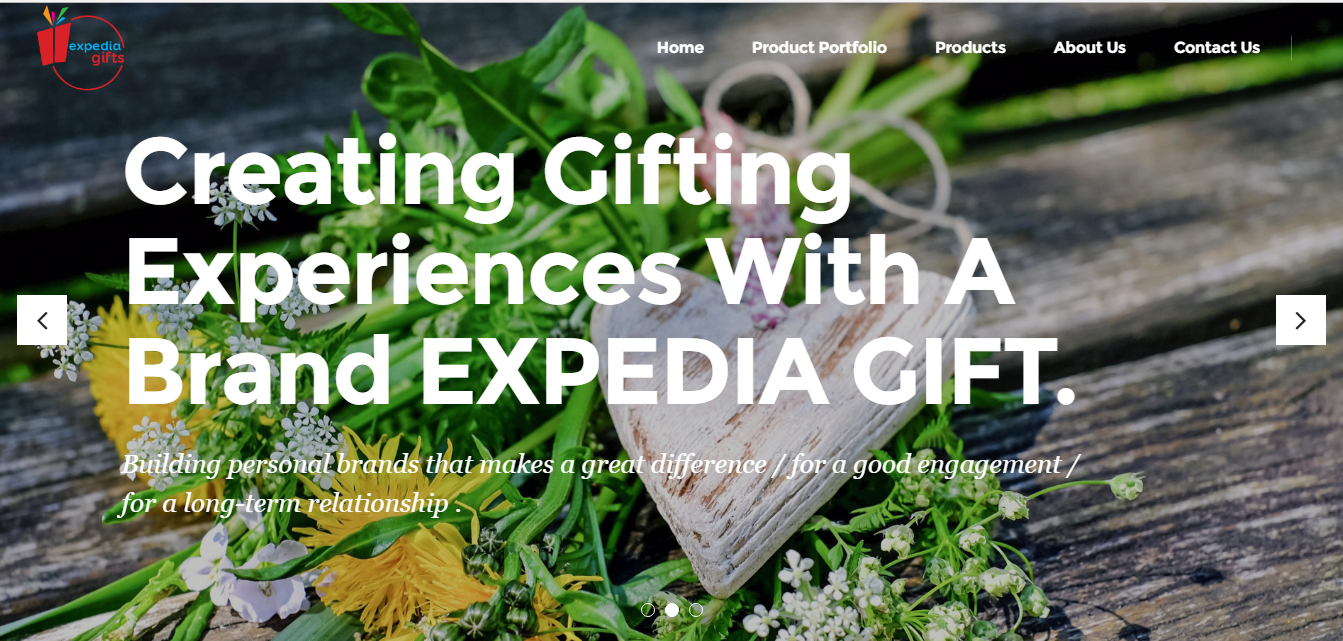 expedia
gifts
Home Product Portfolio Products About Us Contact Us
Creating Gifting
Experiences With A
Brand EXPEDIA GIFT.
Building personal brands that makes a great difference / for a good engagement /
for a long-term relationship .